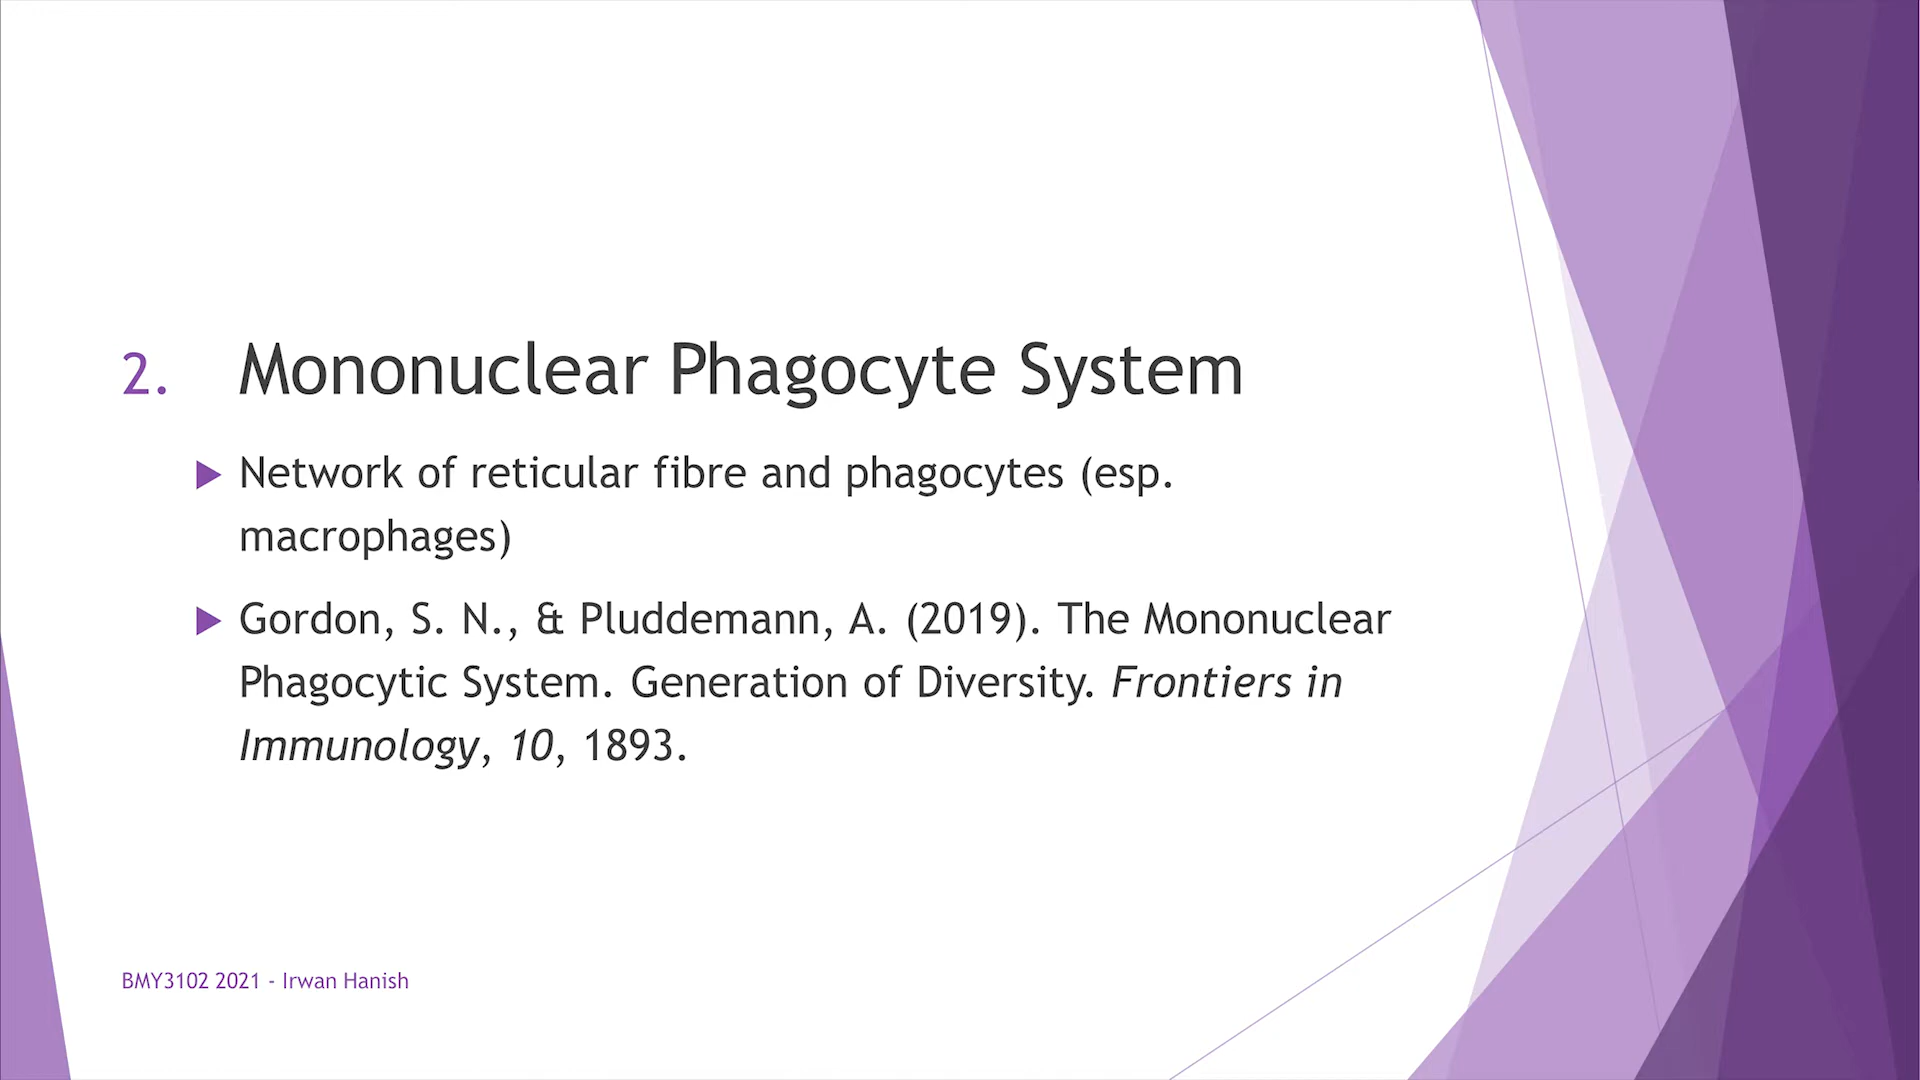 2. Mononuclear Phagocyte System
Network of reticular fibre and phagocytes (esp.
macrophages)
Gordon, S. N., & Pluddemann, A. (2019). The Mononuclear
Phagocytic System. Generation of Diversity. Frontiers in
Immunology, 10, 1893.
BMY3102 2021 - Irwan Hanish